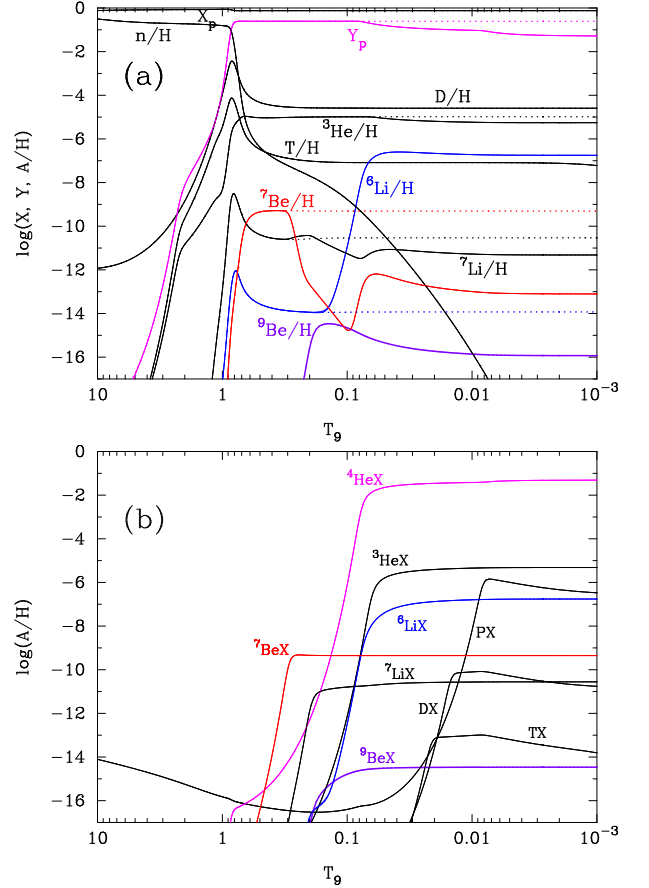 0
X_p
n/H
Y_p
−2
(a)
−4
D/H
³He/H
−6
T/H
⁶Li/H
−8
⁷Be/H
−10
⁷Li/H
−12
−14
⁹Be/H
−16
10 1 0.1 0.01 10⁻³
T₉
log(X, Y, A/H)
0
⁴HeX
−2
(b)
−4
³HeX
−6
⁶LiX
PX
−8
⁷BeX
⁷LiX
−10
DX
−12
TX
⁹BeX
−14
−16
10 1 0.1 0.01 10⁻³
T₉
log(A/H)